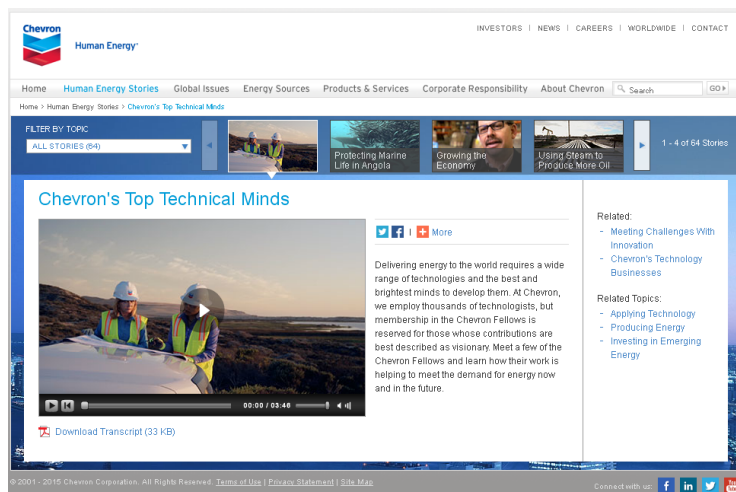 Chevron
Human Energy·
INVESTORS | NEWS | CAREERS | WORLDWIDE | CONTACT
Home Human Energy Stories Global Issues Energy Sources Products & Services Corporate Responsibility About Chevron Search GO
Home > Human Energy Stories > Chevron's Top Technical Minds
FILTER BY TOPIC
ALL STORIES (64)
Protecting Marine
Life in Angola
Growing the
Economy
Using Steam to
Produce More Oil
1 - 4 of 64 Stories
Chevron's Top Technical Minds
| More
Delivering energy to the world requires a wide
range of technologies and the best and
brightest minds to develop them. At Chevron,
we employ thousands of technologists, but
membership in the Chevron Fellows is
reserved for those whose contributions are
best described as visionary. Meet a few of the
Chevron Fellows and learn how their work is
helping to meet the demand for energy now
and in the future.
00:00 / 03:46
Download Transcript (33 KB)
Related:
- Meeting Challenges With
Innovation
- Chevron's Technology
Businesses
Related Topics:
- Applying Technology
- Producing Energy
- Investing in Emerging
Energy
© 2001 - 2015 Chevron Corporation. All Rights Reserved. Terms of Use | Privacy Statement | Site Map
Connect with us: